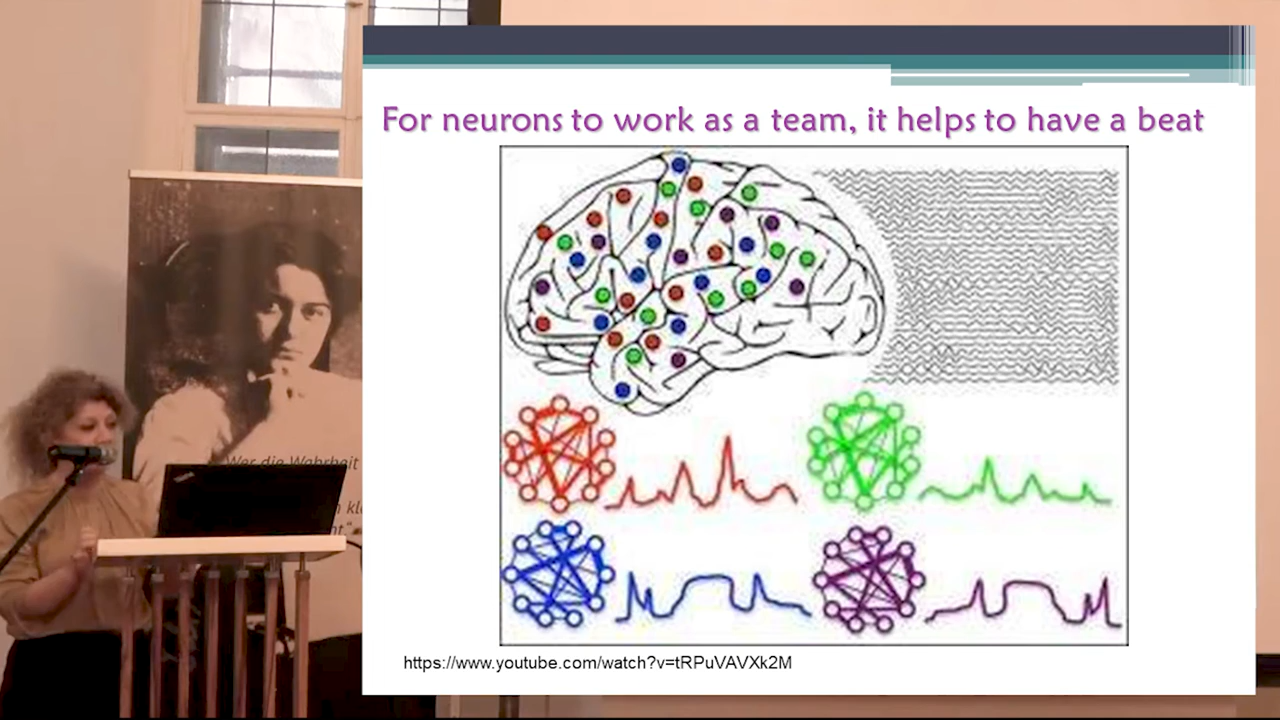 For neurons to work as a team, it helps to have a beat
Wer die Wahrheit
https://www.youtube.com/watch?v=tRPuVAVXk2M